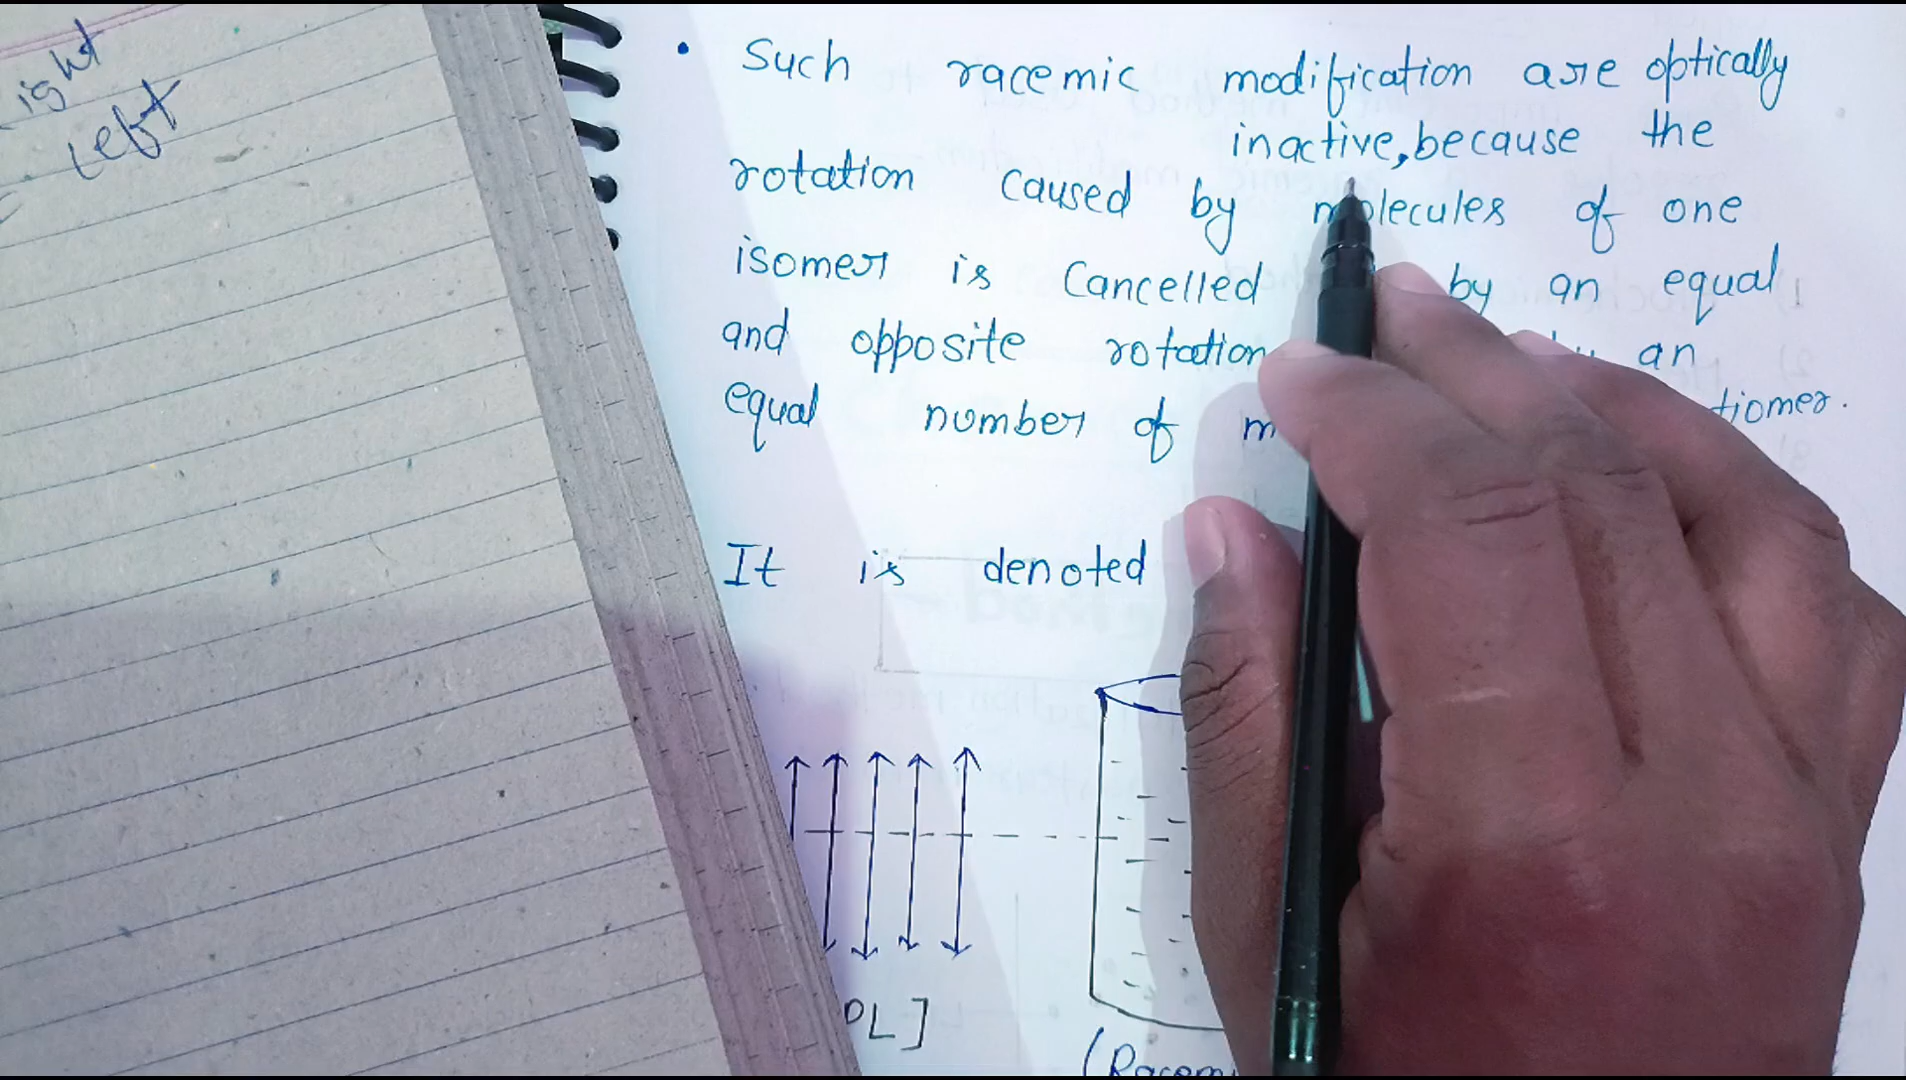 ight
Left
• Such racemic modification are optically
inactive, because the
rotation caused by molecules of one
isomer is Cancelled by an equal
and opposite rotation an
equal number of
It is denoted